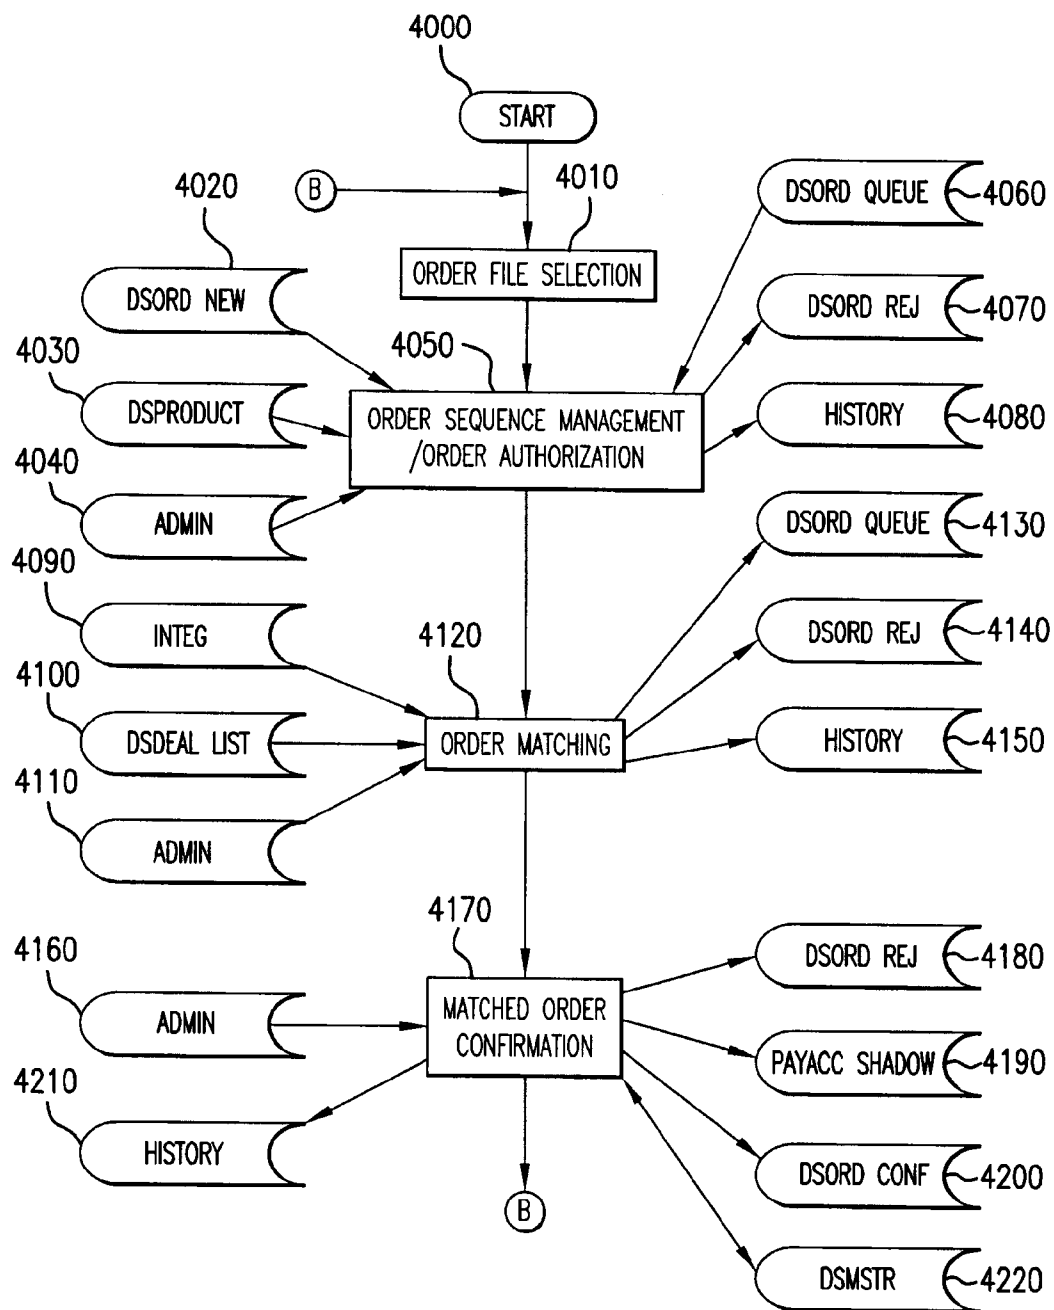 4000
START
B
4010
ORDER FILE SELECTION
4020
DSORD NEW
DSORD QUEUE
4060
4030
DSPRODUCT
4050
ORDER SEQUENCE MANAGEMENT
/ORDER AUTHORIZATION
DSORD REJ
4070
4040
ADMIN
HISTORY
4080
4090
INTEG
DSORD QUEUE
4130
4100
DSDEAL LIST
4120
ORDER MATCHING
DSORD REJ
4140
4110
ADMIN
HISTORY
4150
4160
ADMIN
4170
MATCHED ORDER
CONFIRMATION
DSORD REJ
4180
PAYACC SHADOW
4190
4210
HISTORY
DSORD CONF
4200
B
DSMSTR
4220